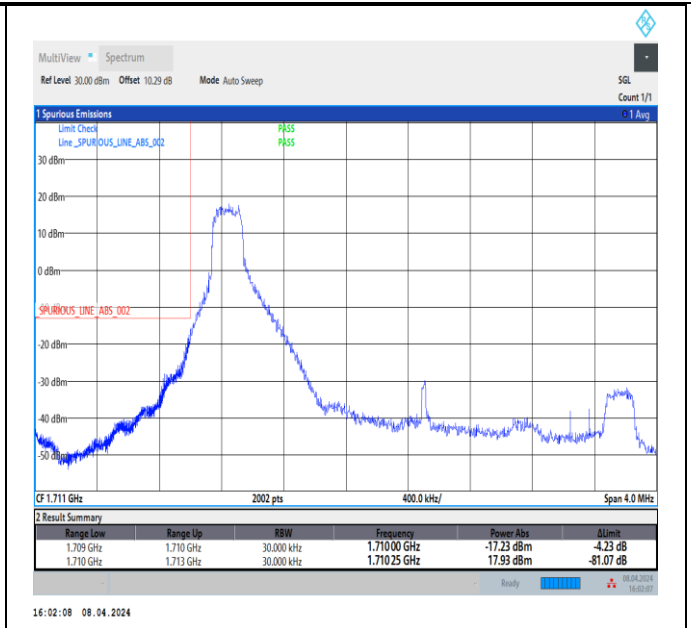 MultiView Spectrum
Ref Level 30.00 dBm Offset 10.29 dB Mode Auto Sweep SGL
Count 1/1
1 Spurious Emissions 1 Avg
Limit Check PASS
Line _SPURIOUS_LINE_ABS_002 PASS
30 dBm
20 dBm
10 dBm
0 dBm
_SPURIOUS_LINE_ABS_002
-20 dBm
-30 dBm
-40 dBm
-50 dBm
CF 1.711 GHz 2002 pts 400.0 kHz/ Span 4.0 MHz
2 Result Summary
Range Low Range Up RBW Frequency Power Abs ΔLimit
1.709 GHz 1.710 GHz 30.000 kHz 1.71000 GHz -17.23 dBm -4.23 dB
1.710 GHz 1.713 GHz 30.000 kHz 1.71025 GHz 17.93 dBm -81.07 dB
Ready 08.04.2024
16:02:07
16:02:08 08.04.2024